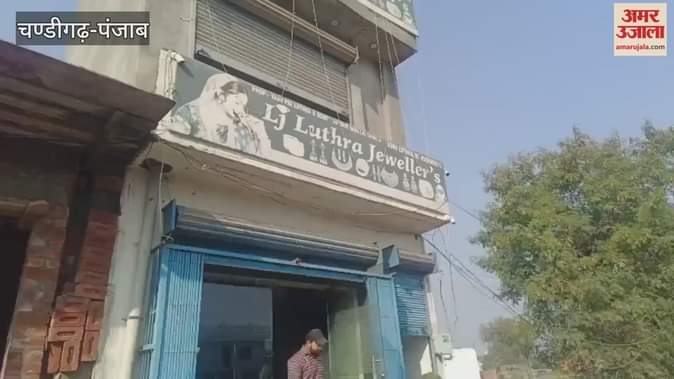 चण्डीगढ़-पंजाब
अमर
उजाला
amarujala.com
Lj Luthra Jeweller's